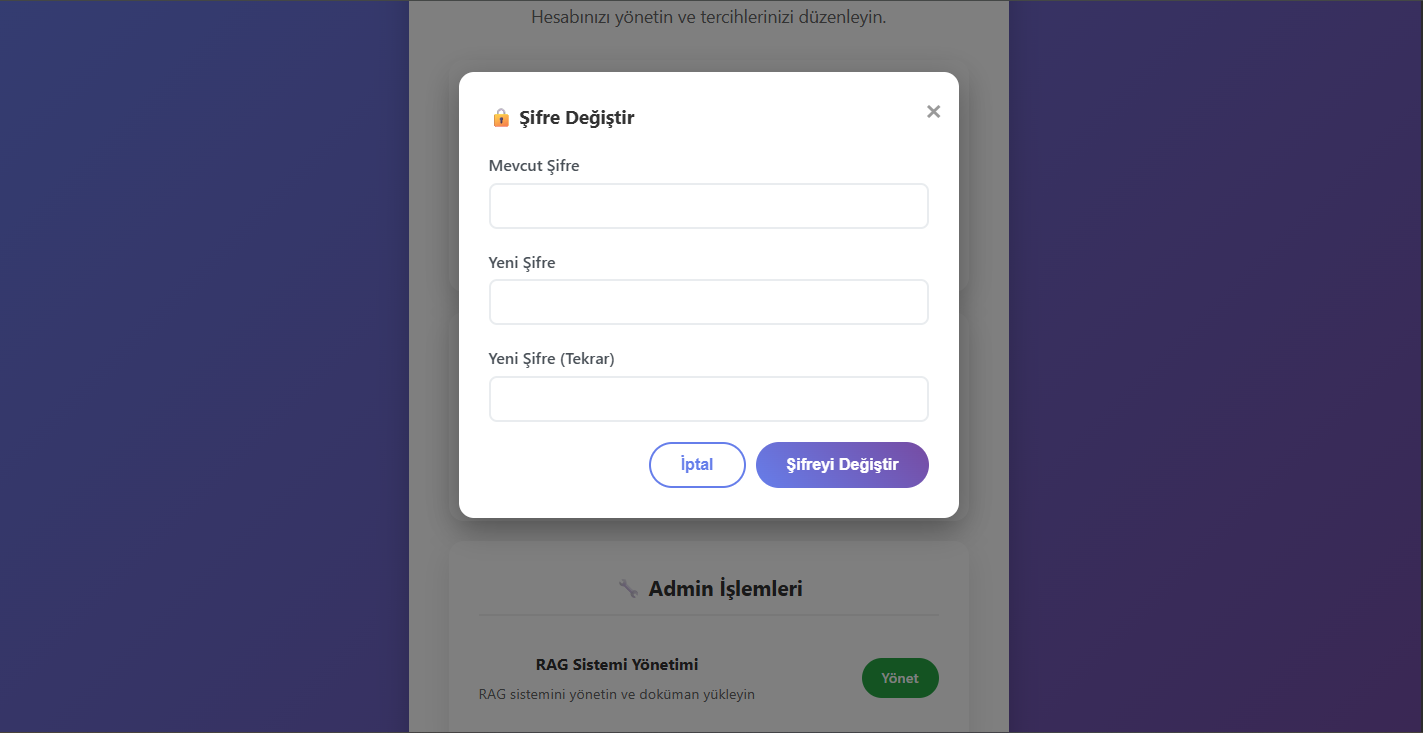 Hesabınızı yönetin ve tercihlerinizi düzenleyin.
Şifre Değiştir
×
Mevcut Şifre
Yeni Şifre
Yeni Şifre (Tekrar)
İptal
Şifreyi Değiştir
Admin İşlemleri
RAG Sistemi Yönetimi
RAG sistemini yönetin ve doküman yükleyin
Yönet